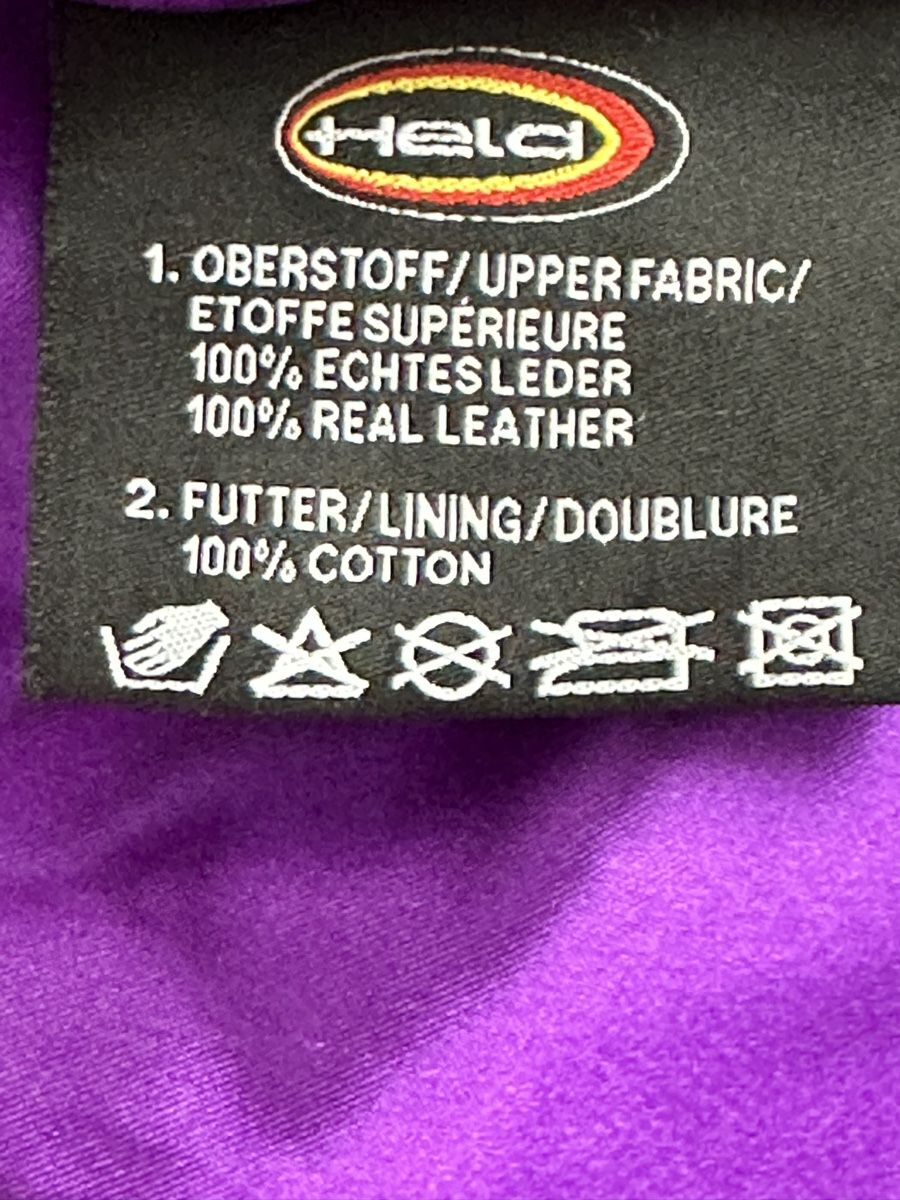 Held
1. OBERSTOFF/UPPER FABRIC/
ETOFFE SUPÉRIEURE
100% ECHTES LEDER
100% REAL LEATHER
2. FUTTER/LINING/DOUBLURE
100% COTTON